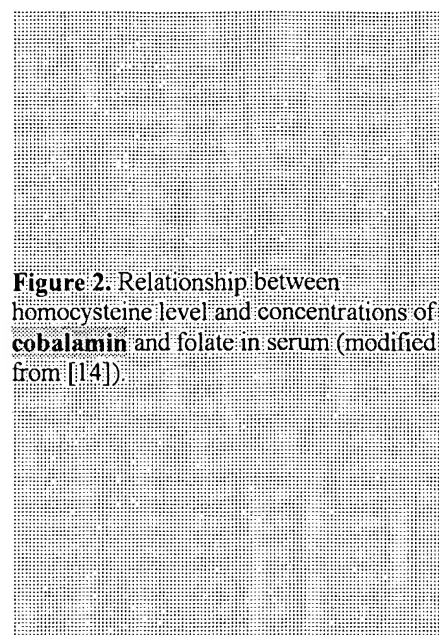 Figure 2. Relationship between
homocysteine level and concentrations of
cobalamin and folate in serum (modified
from [14]).